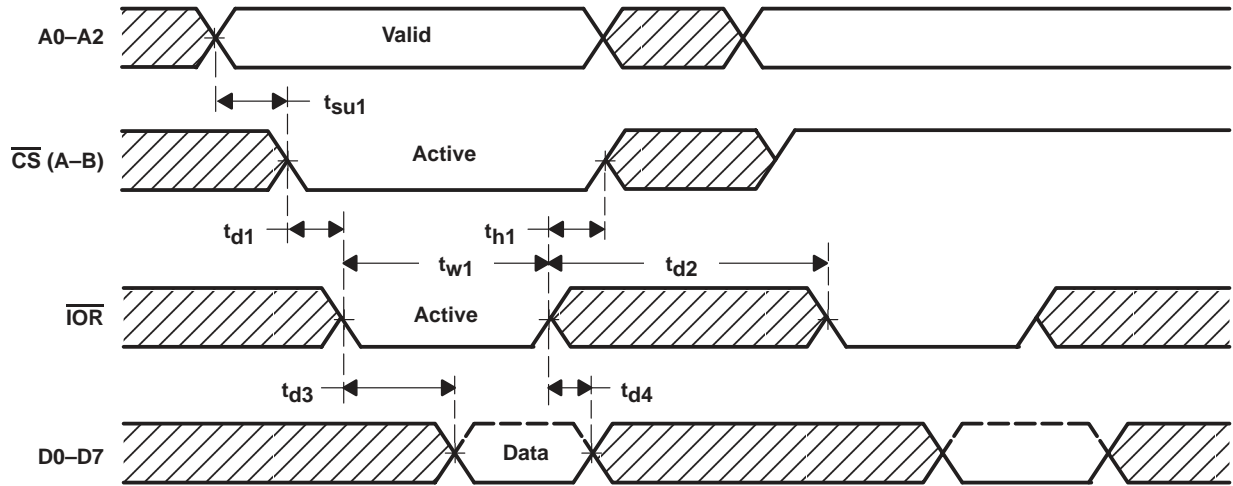 A0–A2
Valid
tsu1
CS (A–B)
Active
td1
th1
tw1
td2
IOR
Active
td3
td4
D0–D7
Data